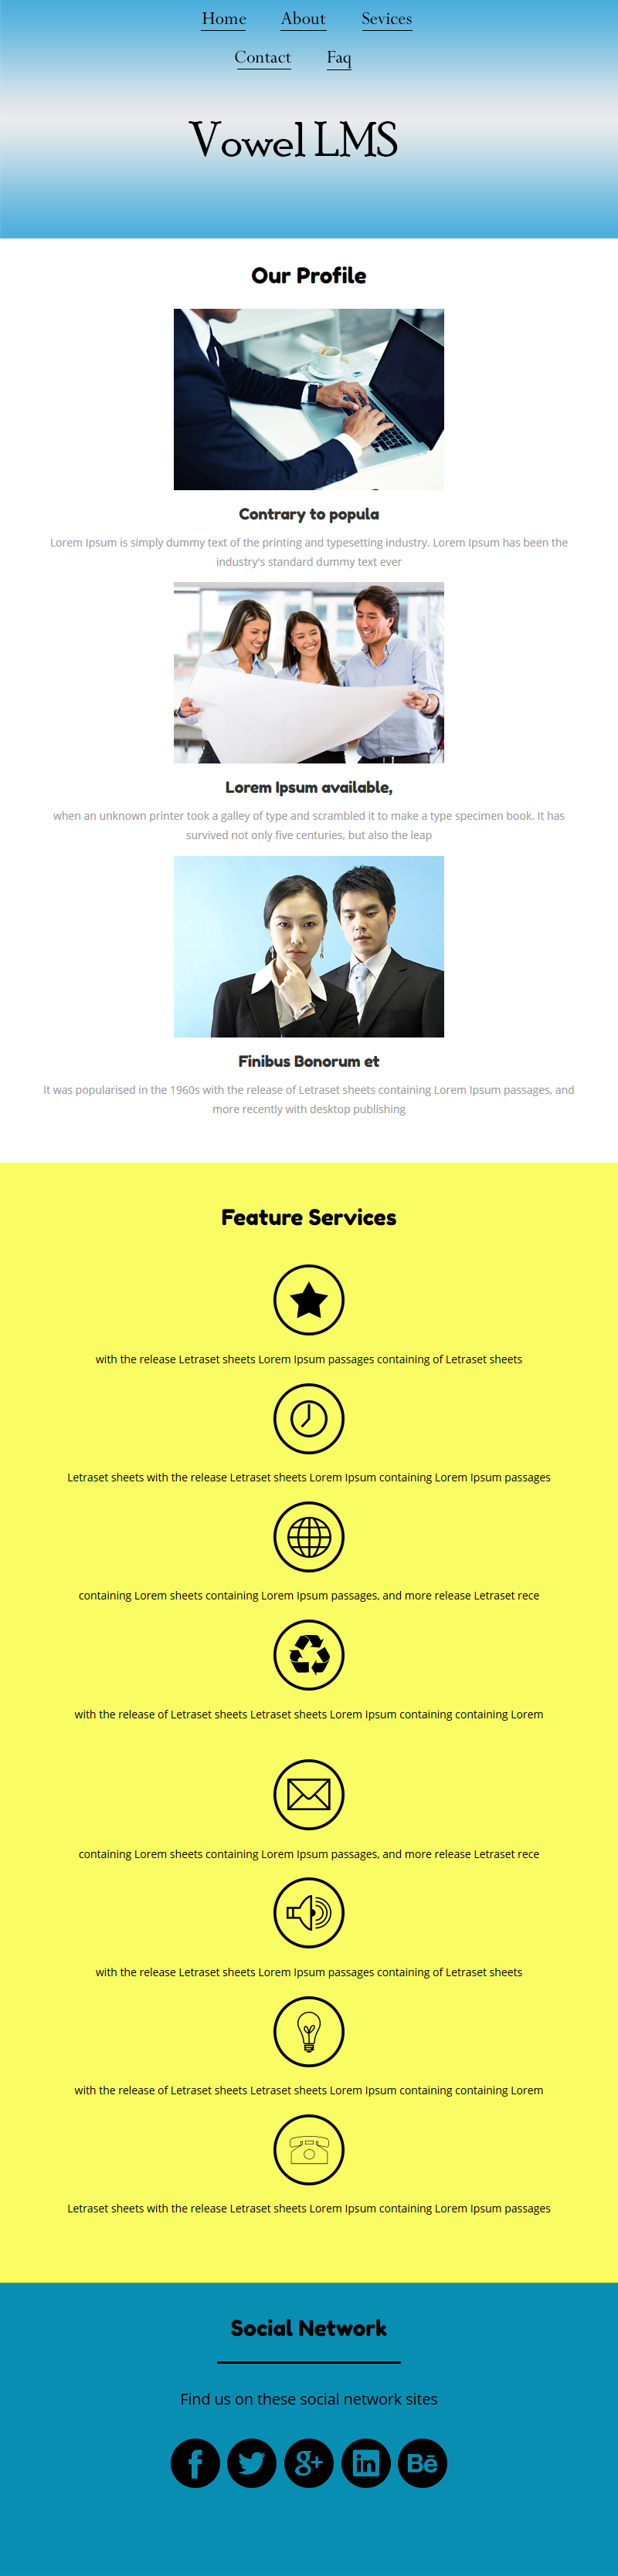 Home About Sevices
Contact Faq
Vowel LMS
Our Profile
Contrary to popula
Lorem Ipsum is simply dummy text of the printing and typesetting industry. Lorem Ipsum has been the
industry's standard dummy text ever
Lorem Ipsum available,
when an unknown printer took a galley of type and scrambled it to make a type specimen book. It has
survived not only five centuries, but also the leap
Finibus Bonorum et
It was popularised in the 1960s with the release of Letraset sheets containing Lorem Ipsum passages, and
more recently with desktop publishing
Feature Services
with the release Letraset sheets Lorem Ipsum passages containing of Letraset sheets
Letraset sheets with the release Letraset sheets Lorem Ipsum containing Lorem Ipsum passages
containing Lorem sheets containing Lorem Ipsum passages, and more release Letraset rece
with the release of Letraset sheets Letraset sheets Lorem Ipsum containing containing Lorem
containing Lorem sheets containing Lorem Ipsum passages, and more release Letraset rece
with the release Letraset sheets Lorem Ipsum passages containing of Letraset sheets
with the release of Letraset sheets Letraset sheets Lorem Ipsum containing containing Lorem
Letraset sheets with the release Letraset sheets Lorem Ipsum containing Lorem Ipsum passages
Social Network
Find us on these social network sites
f g+ in Bē